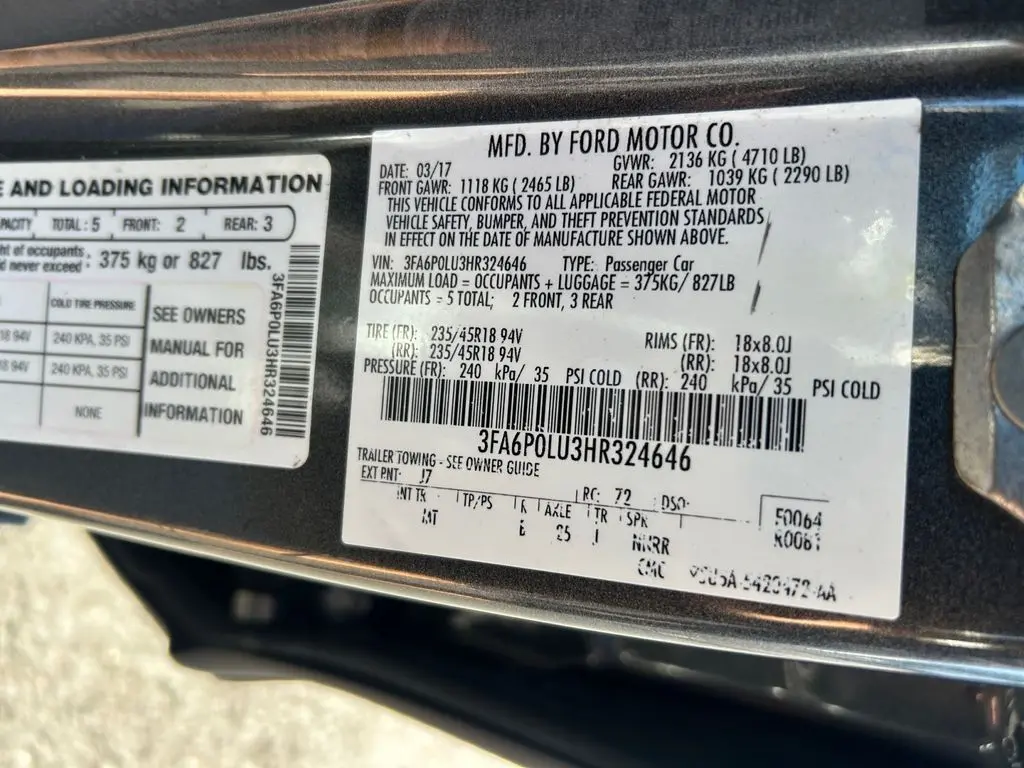 E AND LOADING INFORMATION
PACITY TOTAL: 5 FRONT: 2 REAR: 3
ht of occupants
d never exceed: 375 kg or 827 lbs.
COLD TIRE PRESSURE
18 94V 240 KPA, 35 PSI
18 94V 240 KPA, 35 PSI
NONE
SEE OWNERS
MANUAL FOR
ADDITIONAL
INFORMATION
3FA6P0LU3HR324646
MFD. BY FORD MOTOR CO.
DATE: 03/17 GVWR: 2136 KG ( 4710 LB)
FRONT GAWR: 1118 KG ( 2465 LB) REAR GAWR: 1039 KG ( 2290 LB)
THIS VEHICLE CONFORMS TO ALL APPLICABLE FEDERAL MOTOR
VEHICLE SAFETY, BUMPER, AND THEFT PREVENTION STANDARDS
IN EFFECT ON THE DATE OF MANUFACTURE SHOWN ABOVE.
VIN: 3FA6P0LU3HR324646 TYPE: Passenger Car
MAXIMUM LOAD = OCCUPANTS + LUGGAGE = 375KG/ 827LB
OCCUPANTS = 5 TOTAL; 2 FRONT, 3 REAR
TIRE (FR): 235/45R18 94V RIMS (FR): 18x8.0J
(RR): 235/45R18 94V (RR): 18x8.0J
PRESSURE (FR): 240 kPa/ 35 PSI COLD (RR): 240 kPa/ 35 PSI COLD
3FA6P0LU3HR324646
TRAILER TOWING - SEE OWNER GUIDE
EXT PNT: J7 RC: 72 DSO:
INT TR TP/PS R AXLE TR SPR F0064
MT E 25 J NNRR R0081
CMC